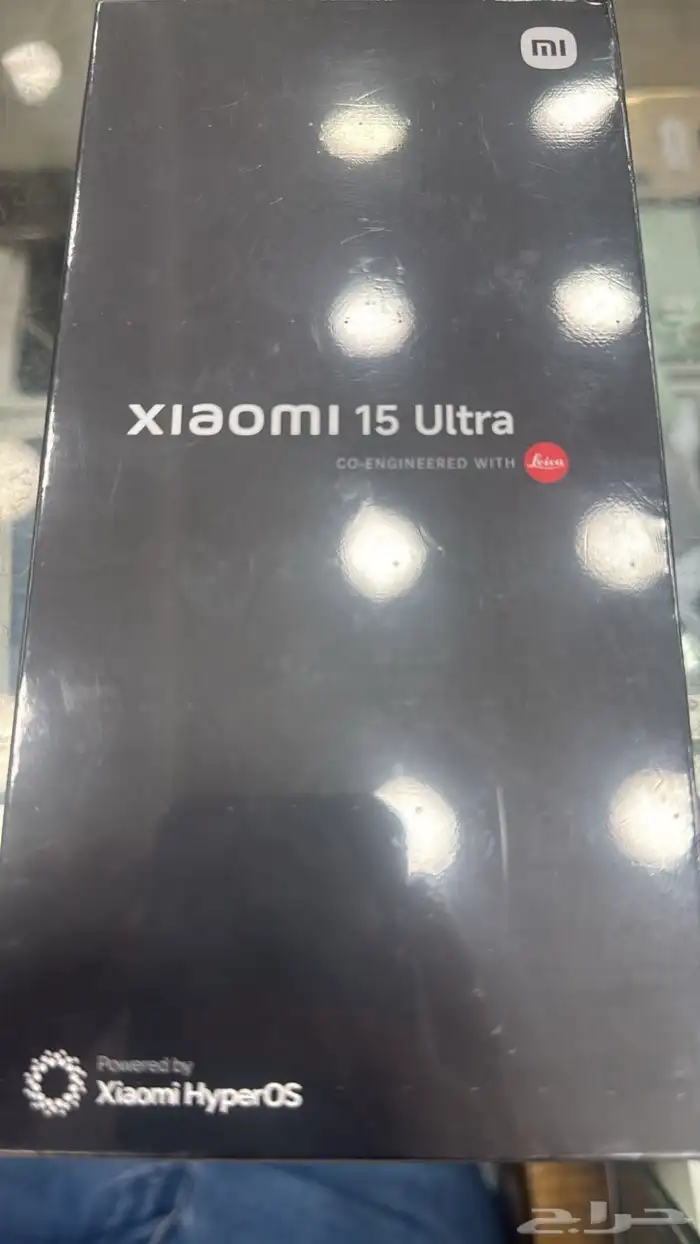 mi
xiaomi 15 Ultra
CO-ENGINEERED WITH Leica
Powered by
Xiaomi HyperOS
حراج